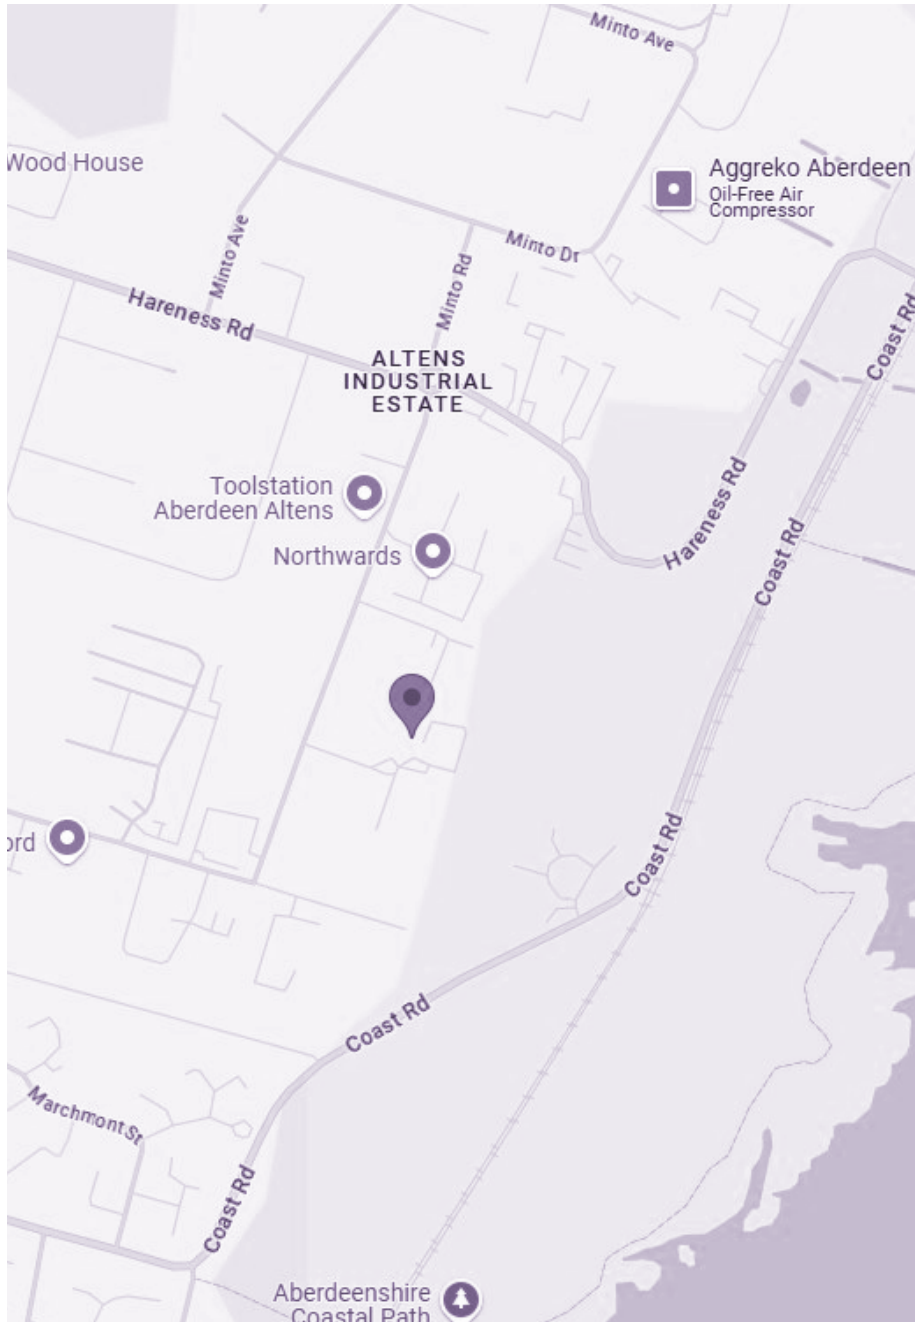 Minto Ave
Wood House
Aggreko Aberdeen
Oil-Free Air
Compressor
Minto Ave
Minto Dr
Minto Rd
Hareness Rd
Coast Rd
ALTENS
INDUSTRIAL
ESTATE
Toolstation
Aberdeen Altens
Hareness Rd
Northwards
Coast Rd
ord
Coast Rd
Coast Rd
Marchmont St
Coast Rd
Aberdeenshire
Coastal Path